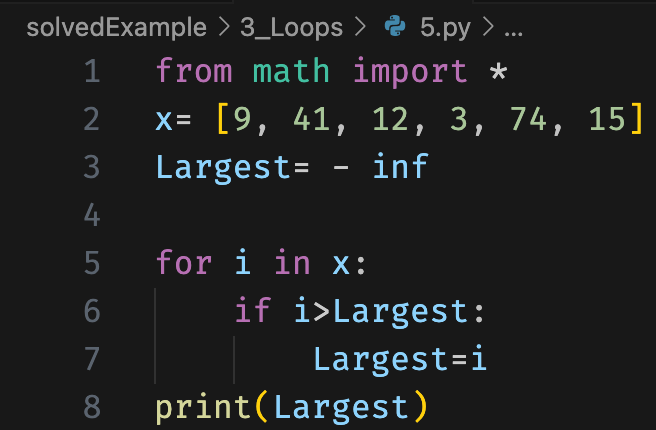 solvedExample > 3_Loops > 5.py > ...
1 from math import *
2 x= [9, 41, 12, 3, 74, 15]
3 Largest= - inf
4
5 for i in x:
6     if i>Largest:
7         Largest=i
8 print(Largest)